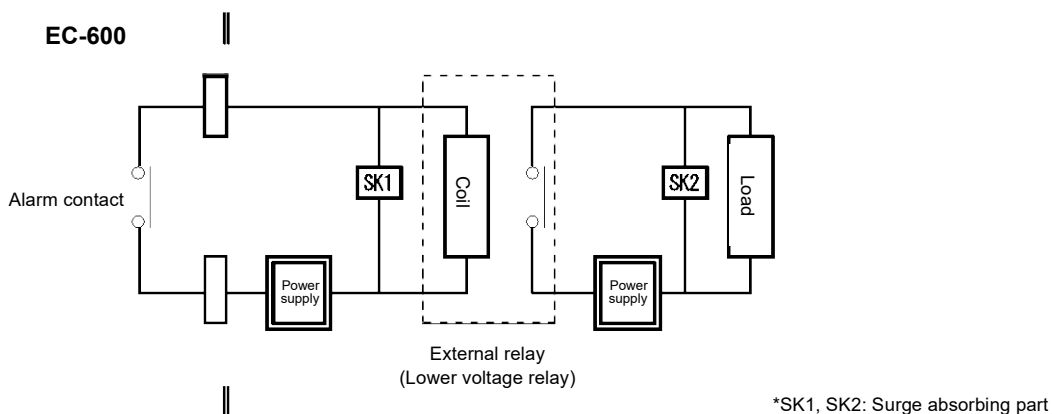 EC-600
Alarm contact
SK1
Coil
SK2
Load
Power
supply
Power
supply
External relay
(Lower voltage relay)
*SK1, SK2: Surge absorbing part